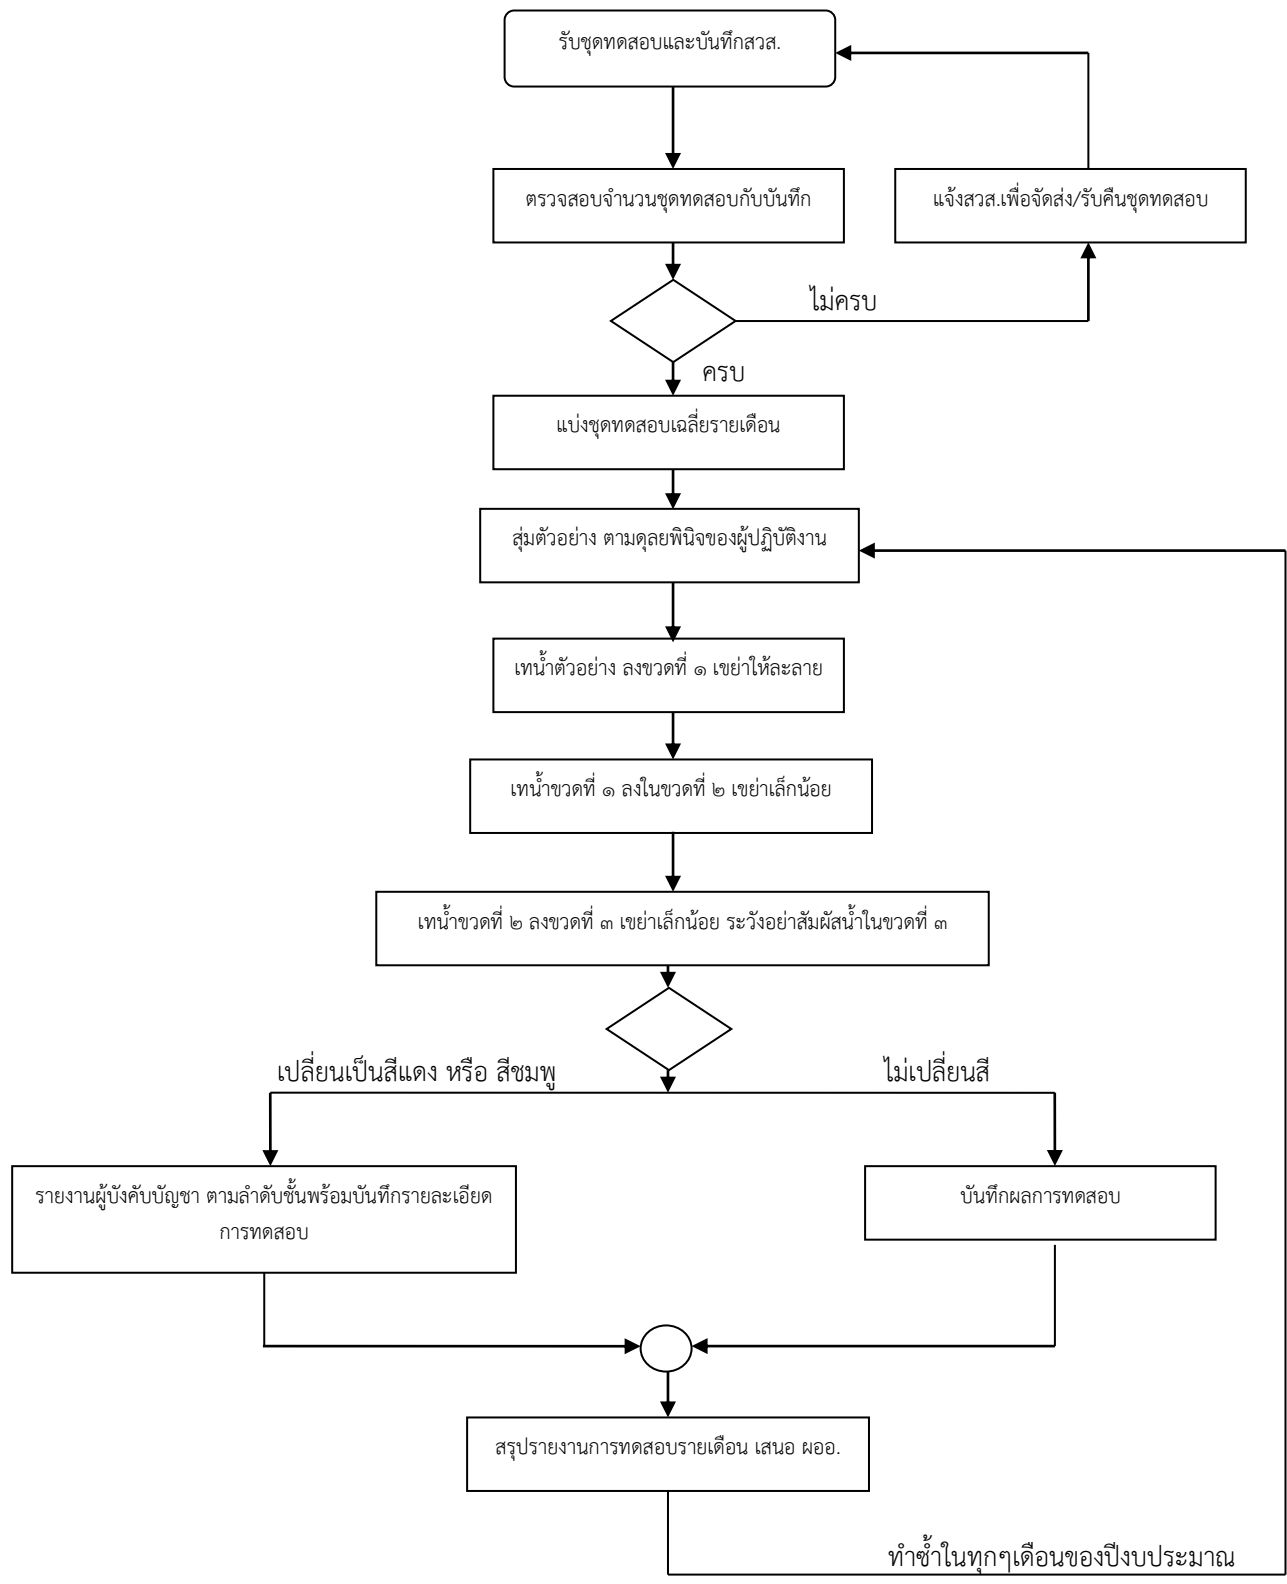 รับชุดทดสอบและบันทึกสวส.
ตรวจสอบจำนวนชุดทดสอบกับบันทึก
แจ้งสวส.เพื่อจัดส่ง/รับคืนชุดทดสอบ
ไม่ครบ
ครบ
แบ่งชุดทดสอบเฉลี่ยรายเดือน
สุ่มตัวอย่าง ตามดุลยพินิจของผู้ปฏิบัติงาน
เทน้ำตัวอย่าง ลงขวดที่ ๑ เขย่าให้ละลาย
เทน้ำขวดที่ ๑ ลงในขวดที่ ๒ เขย่าเล็กน้อย
เทน้ำขวดที่ ๒ ลงขวดที่ ๓ เขย่าเล็กน้อย ระวังอย่าสัมผัสน้ำในขวดที่ ๓
เปลี่ยนเป็นสีแดง หรือ สีชมพู
ไม่เปลี่ยนสี
รายงานผู้บังคับบัญชา ตามลำดับชั้นพร้อมบันทึกรายละเอียด
การทดสอบ
บันทึกผลการทดสอบ
สรุปรายงานการทดสอบรายเดือน เสนอ ผออ.
ทำซ้ำในทุกๆเดือนของปีงบประมาณ